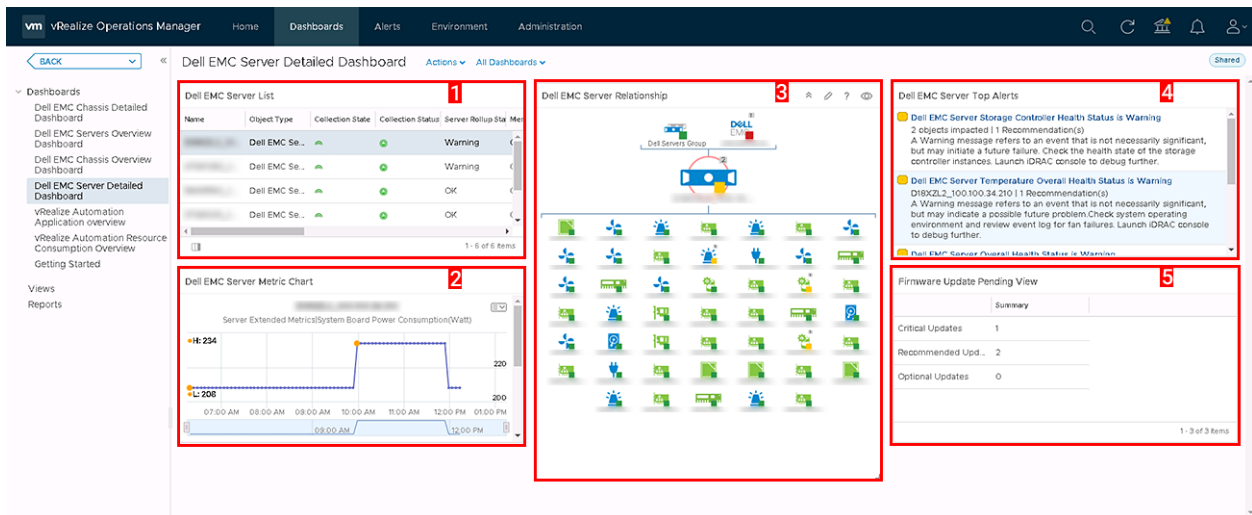 vm vRealize Operations Manager Home Dashboards Alerts Environment Administration
BACK
Dell EMC Server Detailed Dashboard Actions All Dashboards Shared
Dashboards
Dell EMC Chassis Detailed
Dashboard
Dell EMC Servers Overview
Dashboard
Dell EMC Chassis Overview
Dashboard
Dell EMC Server Detailed
Dashboard
vRealize Automation
Application overview
vRealize Automation Resource
Consumption Overview
Getting Started
Views
Reports
Dell EMC Server List 1
Name Object Type Collection State Collection Status Server Rollup Sta Mer
Dell EMC Se... Warning
Dell EMC Se... Warning
Dell EMC Se... OK
Dell EMC Se... OK
1 - 6 of 6 items
Dell EMC Server Metric Chart 2
Server Extended Metrics|System Board Power Consumption(Watt)
H: 234
220
L: 208
200
07:00 AM 08:00 AM 09:00 AM 10:00 AM 11:00 AM 12:00 PM 01:00 PM
09:00 AM 12:00 PM
Dell EMC Server Relationship 3
DELL
EMC
Dell Servers Group
2
Dell EMC Server Top Alerts 4
Dell EMC Server Storage Controller Health Status is Warning
2 objects impacted | 1 Recommendation(s)
A Warning message refers to an event that is not necessarily significant,
but may initiate a future failure. Check the health state of the storage
controller instances. Launch iDRAC console to debug further.
Dell EMC Server Temperature Overall Health Status is Warning
D18XZL2_100.100.34.210 | 1 Recommendation(s)
A Warning message refers to an event that is not necessarily significant,
but may indicate a possible future problem.Check system operating
environment and review event log for fan failures. Launch iDRAC console
to debug further.
Dell EMC Server Overall Health Status is Warning
Firmware Update Pending View 5
Summary
Critical Updates 1
Recommended Upd... 2
Optional Updates 0
1 - 3 of 3 items